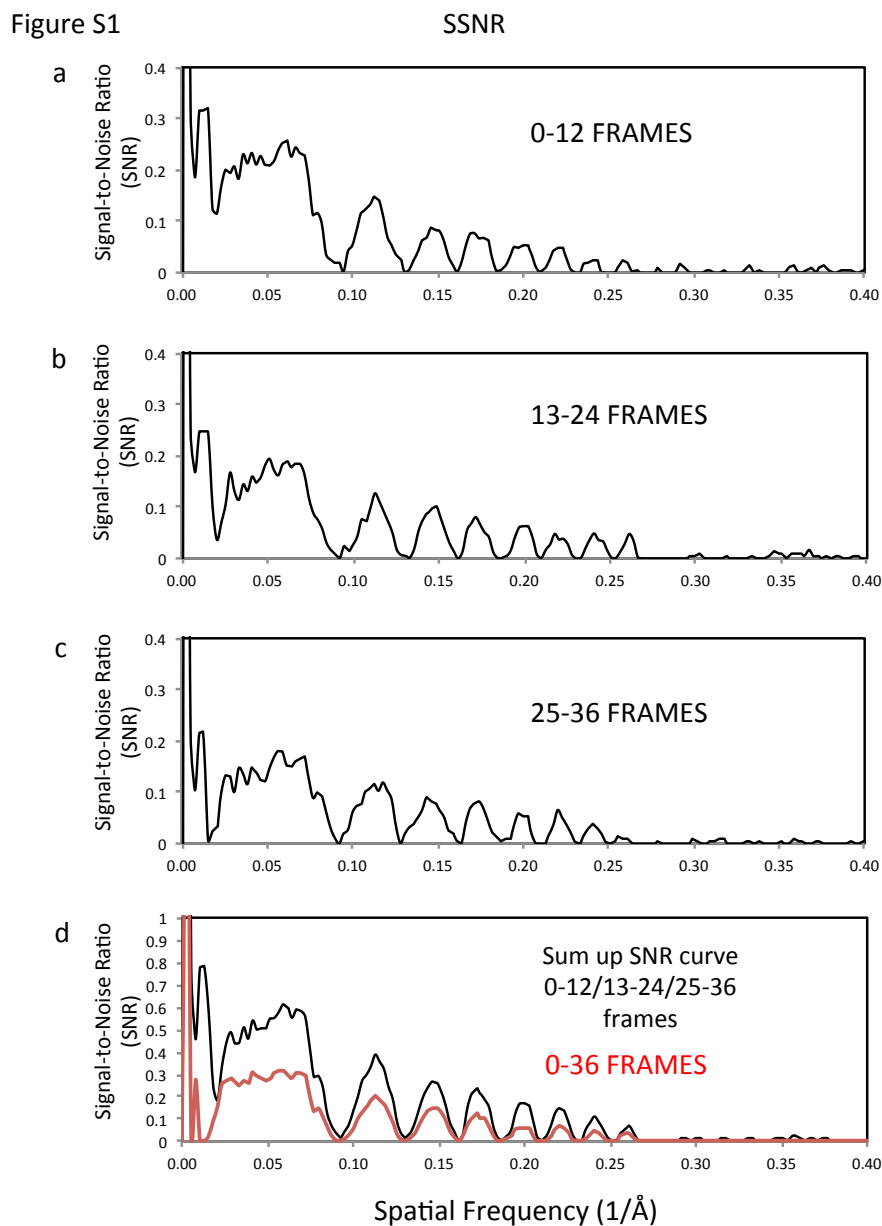 Figure S1
SSNR
a
Signal-to-Noise Ratio
(SNR)
0.4
0.3
0.2
0.1
0
0-12 FRAMES
0.00 0.05 0.10 0.15 0.20 0.25 0.30 0.35 0.40
b
Signal-to-Noise Ratio
(SNR)
0.4
0.3
0.2
0.1
0
13-24 FRAMES
0.00 0.05 0.10 0.15 0.20 0.25 0.30 0.35 0.40
c
Signal-to-Noise Ratio
(SNR)
0.4
0.3
0.2
0.1
0
25-36 FRAMES
0.00 0.05 0.10 0.15 0.20 0.25 0.30 0.35 0.40
d
Signal-to-Noise Ratio
(SNR)
1
0.9
0.8
0.7
0.6
0.5
0.4
0.3
0.2
0.1
0
Sum up SNR curve
0-12/13-24/25-36
frames
0-36 FRAMES
0.00 0.05 0.10 0.15 0.20 0.25 0.30 0.35 0.40
Spatial Frequency (1/Å)